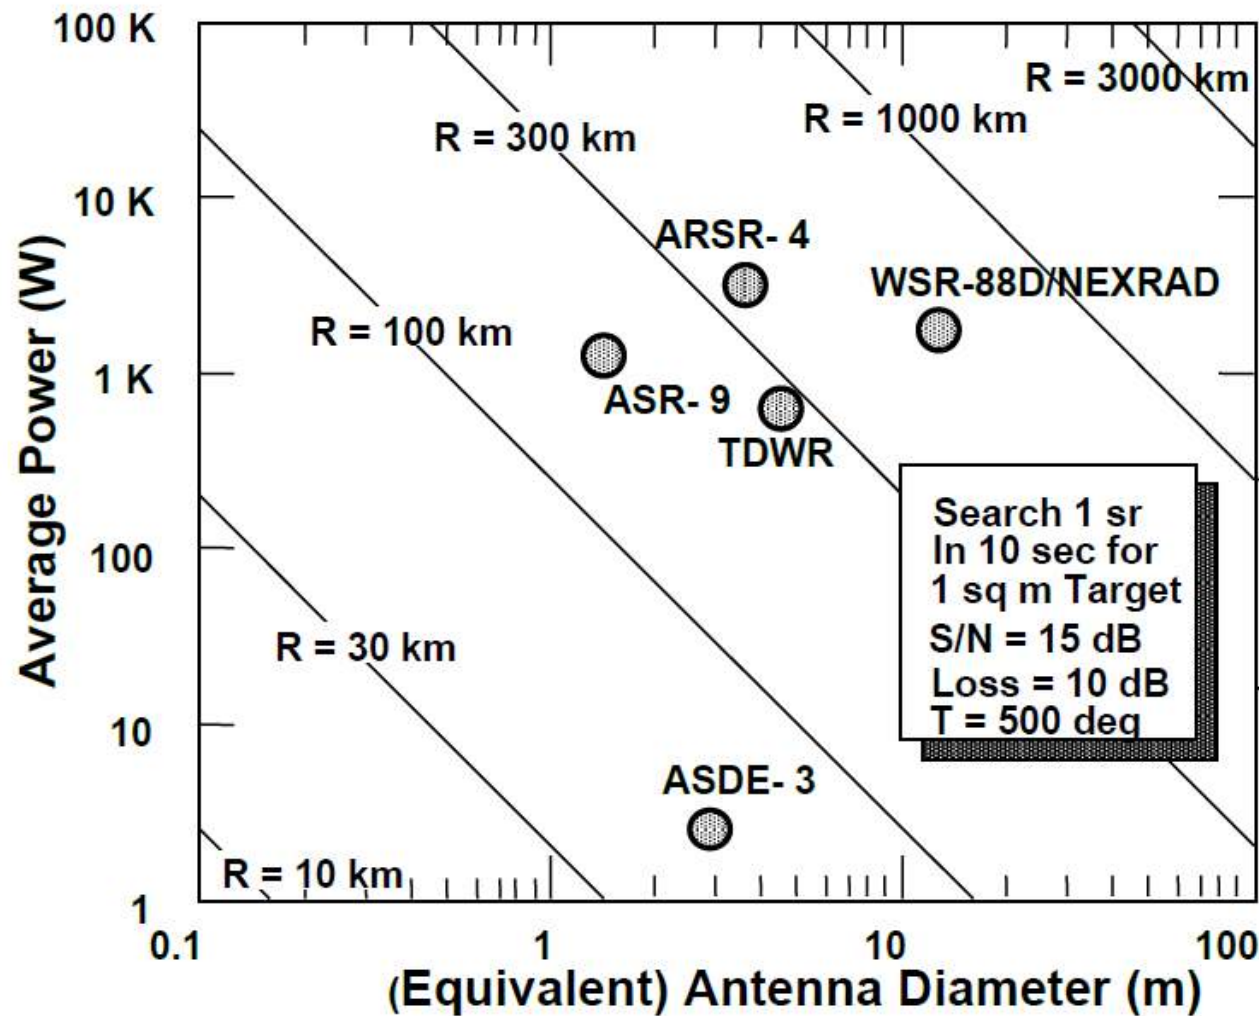 100 K
10 K
1 K
100
10
1
Average Power (W)
R = 3000 km
R = 1000 km
R = 300 km
ARSR- 4
WSR-88D/NEXRAD
R = 100 km
ASR- 9
TDWR
Search 1 sr
In 10 sec for
1 sq m Target
S/N = 15 dB
Loss = 10 dB
T = 500 deg
R = 30 km
ASDE- 3
R = 10 km
0.1
1
10
100
(Equivalent) Antenna Diameter (m)